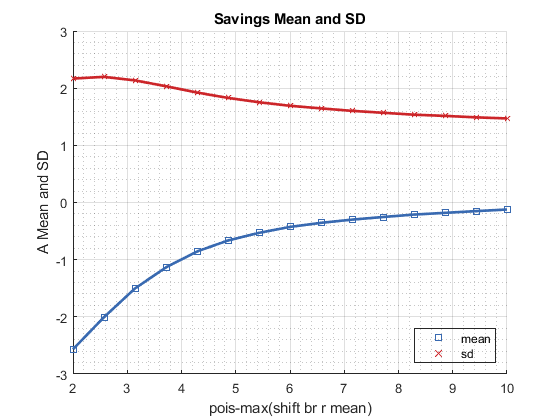 Savings Mean and SD
3
2
1
0
-1
-2
-3
A Mean and SD
2 3 4 5 6 7 8 9 10
pois-max(shift br r mean)
mean
sd